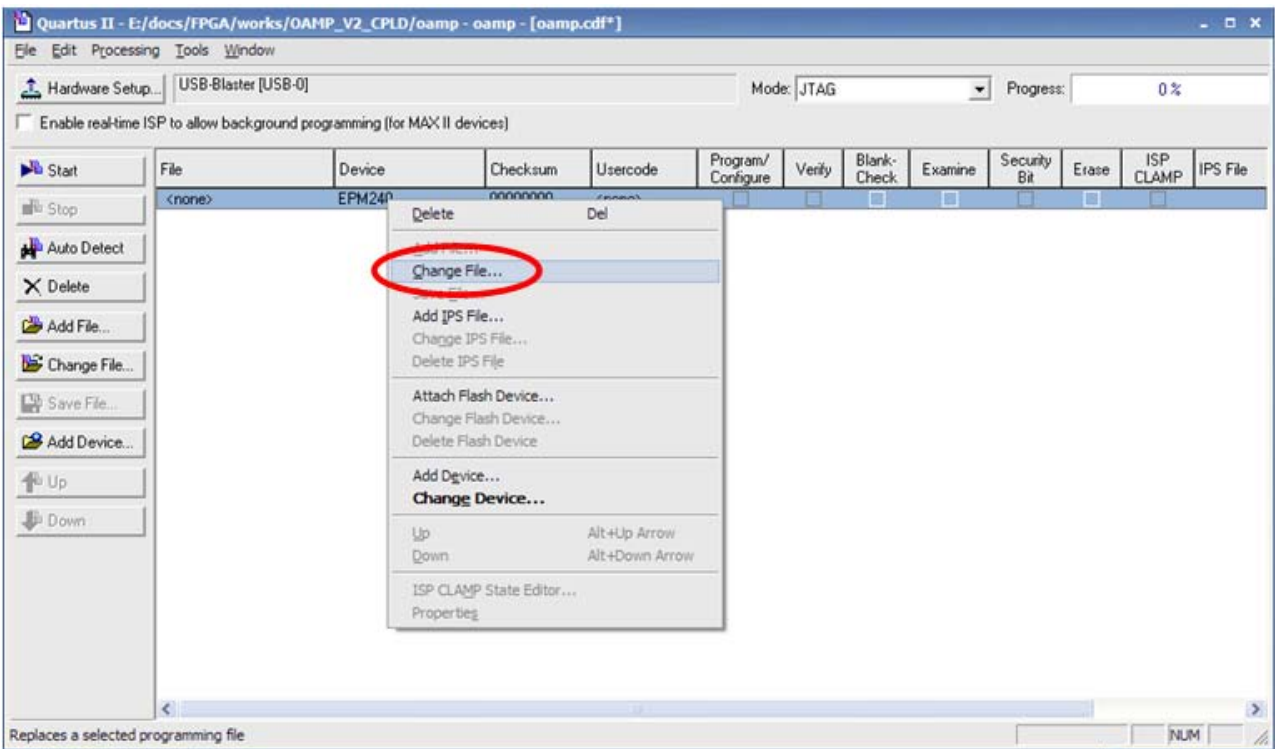 Quartus II - E:/docs/FPGA/works/OAMP_V2_CPLD/oamp - oamp - [oamp.cdf*]
File Edit Processing Tools Window
Hardware Setup... USB-Blaster [USB-0] Mode: JTAG Progress: 0 %
Enable real-time ISP to allow background programming (for MAX II devices)
Start
Stop
Auto Detect
Delete
Add File...
Change File...
Save File...
Add Device...
Up
Down
File Device Checksum Usercode Program/ Configure Verify Blank- Check Examine Security Bit Erase ISP CLAMP IPS File
<none> EPM240 00000000 <none>
Delete Del
Add File...
Change File...
Save File...
Add IPS File...
Change IPS File...
Delete IPS File
Attach Flash Device...
Change Flash Device...
Delete Flash Device
Add Device...
Change Device...
Up Alt+Up Arrow
Down Alt+Down Arrow
ISP CLAMP State Editor...
Properties
Replaces a selected programming file NUM